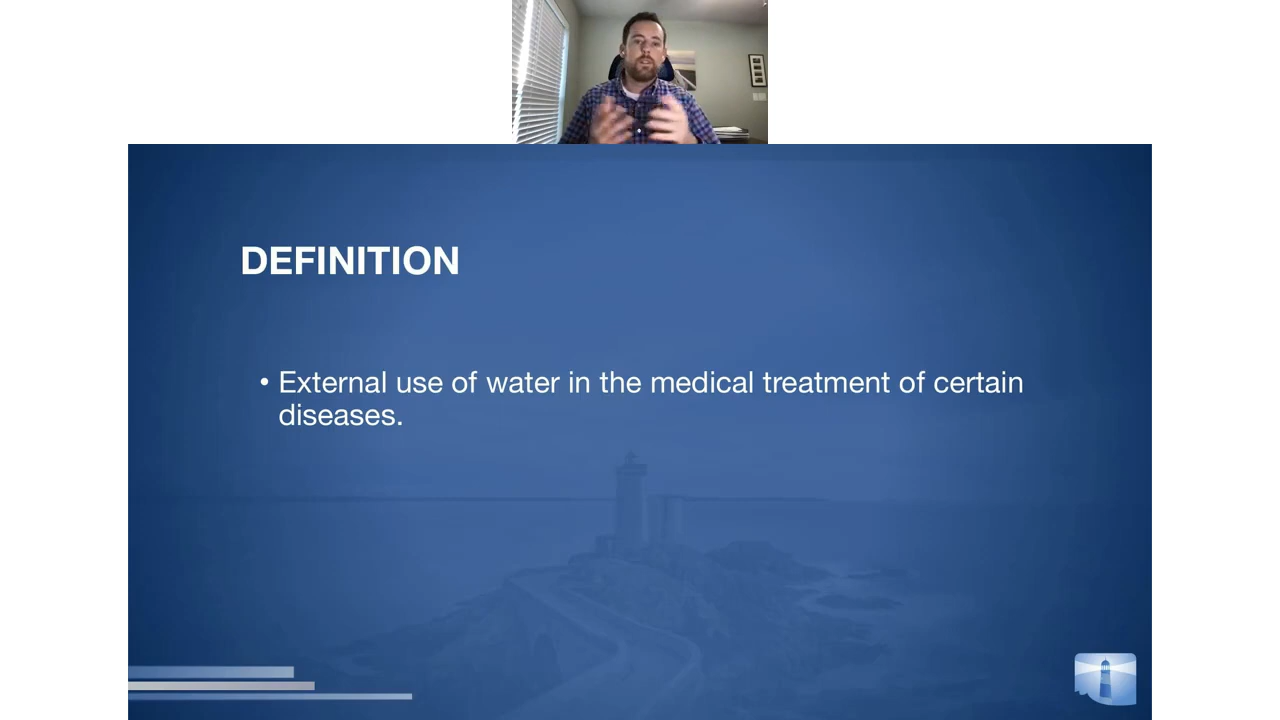 DEFINITION
• External use of water in the medical treatment of certain
diseases.